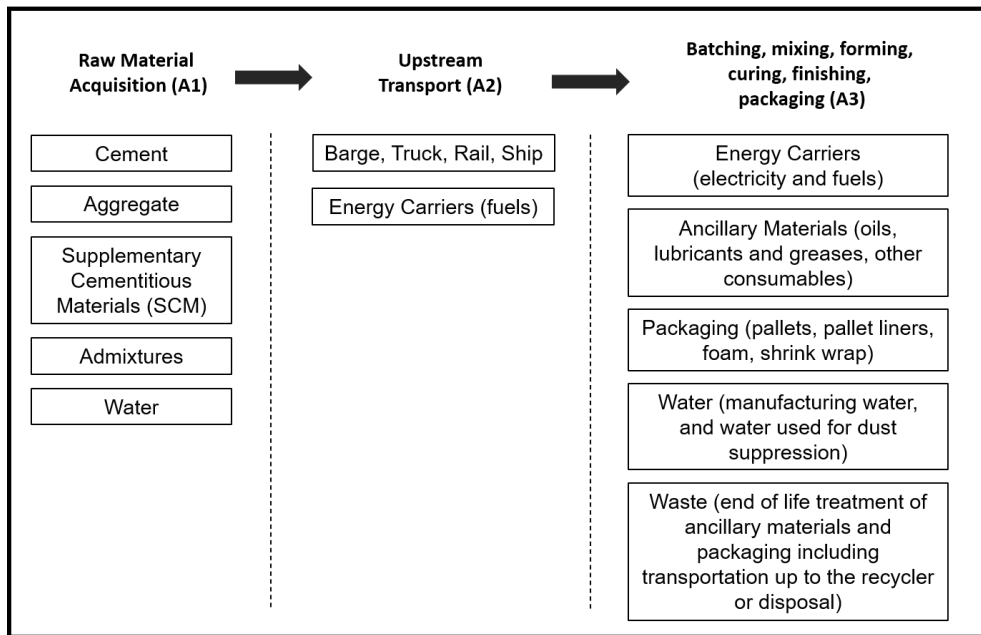 Raw Material
Acquisition (A1)
Upstream
Transport (A2)
Batching, mixing, forming,
curing, finishing,
packaging (A3)
Cement
Aggregate
Supplementary
Cementitious
Materials (SCM)
Admixtures
Water
Barge, Truck, Rail, Ship
Energy Carriers (fuels)
Energy Carriers
(electricity and fuels)
Ancillary Materials (oils,
lubricants and greases, other
consumables)
Packaging (pallets, pallet liners,
foam, shrink wrap)
Water (manufacturing water,
and water used for dust
suppression)
Waste (end of life treatment of
ancillary materials and
packaging including
transportation up to the recycler
or disposal)